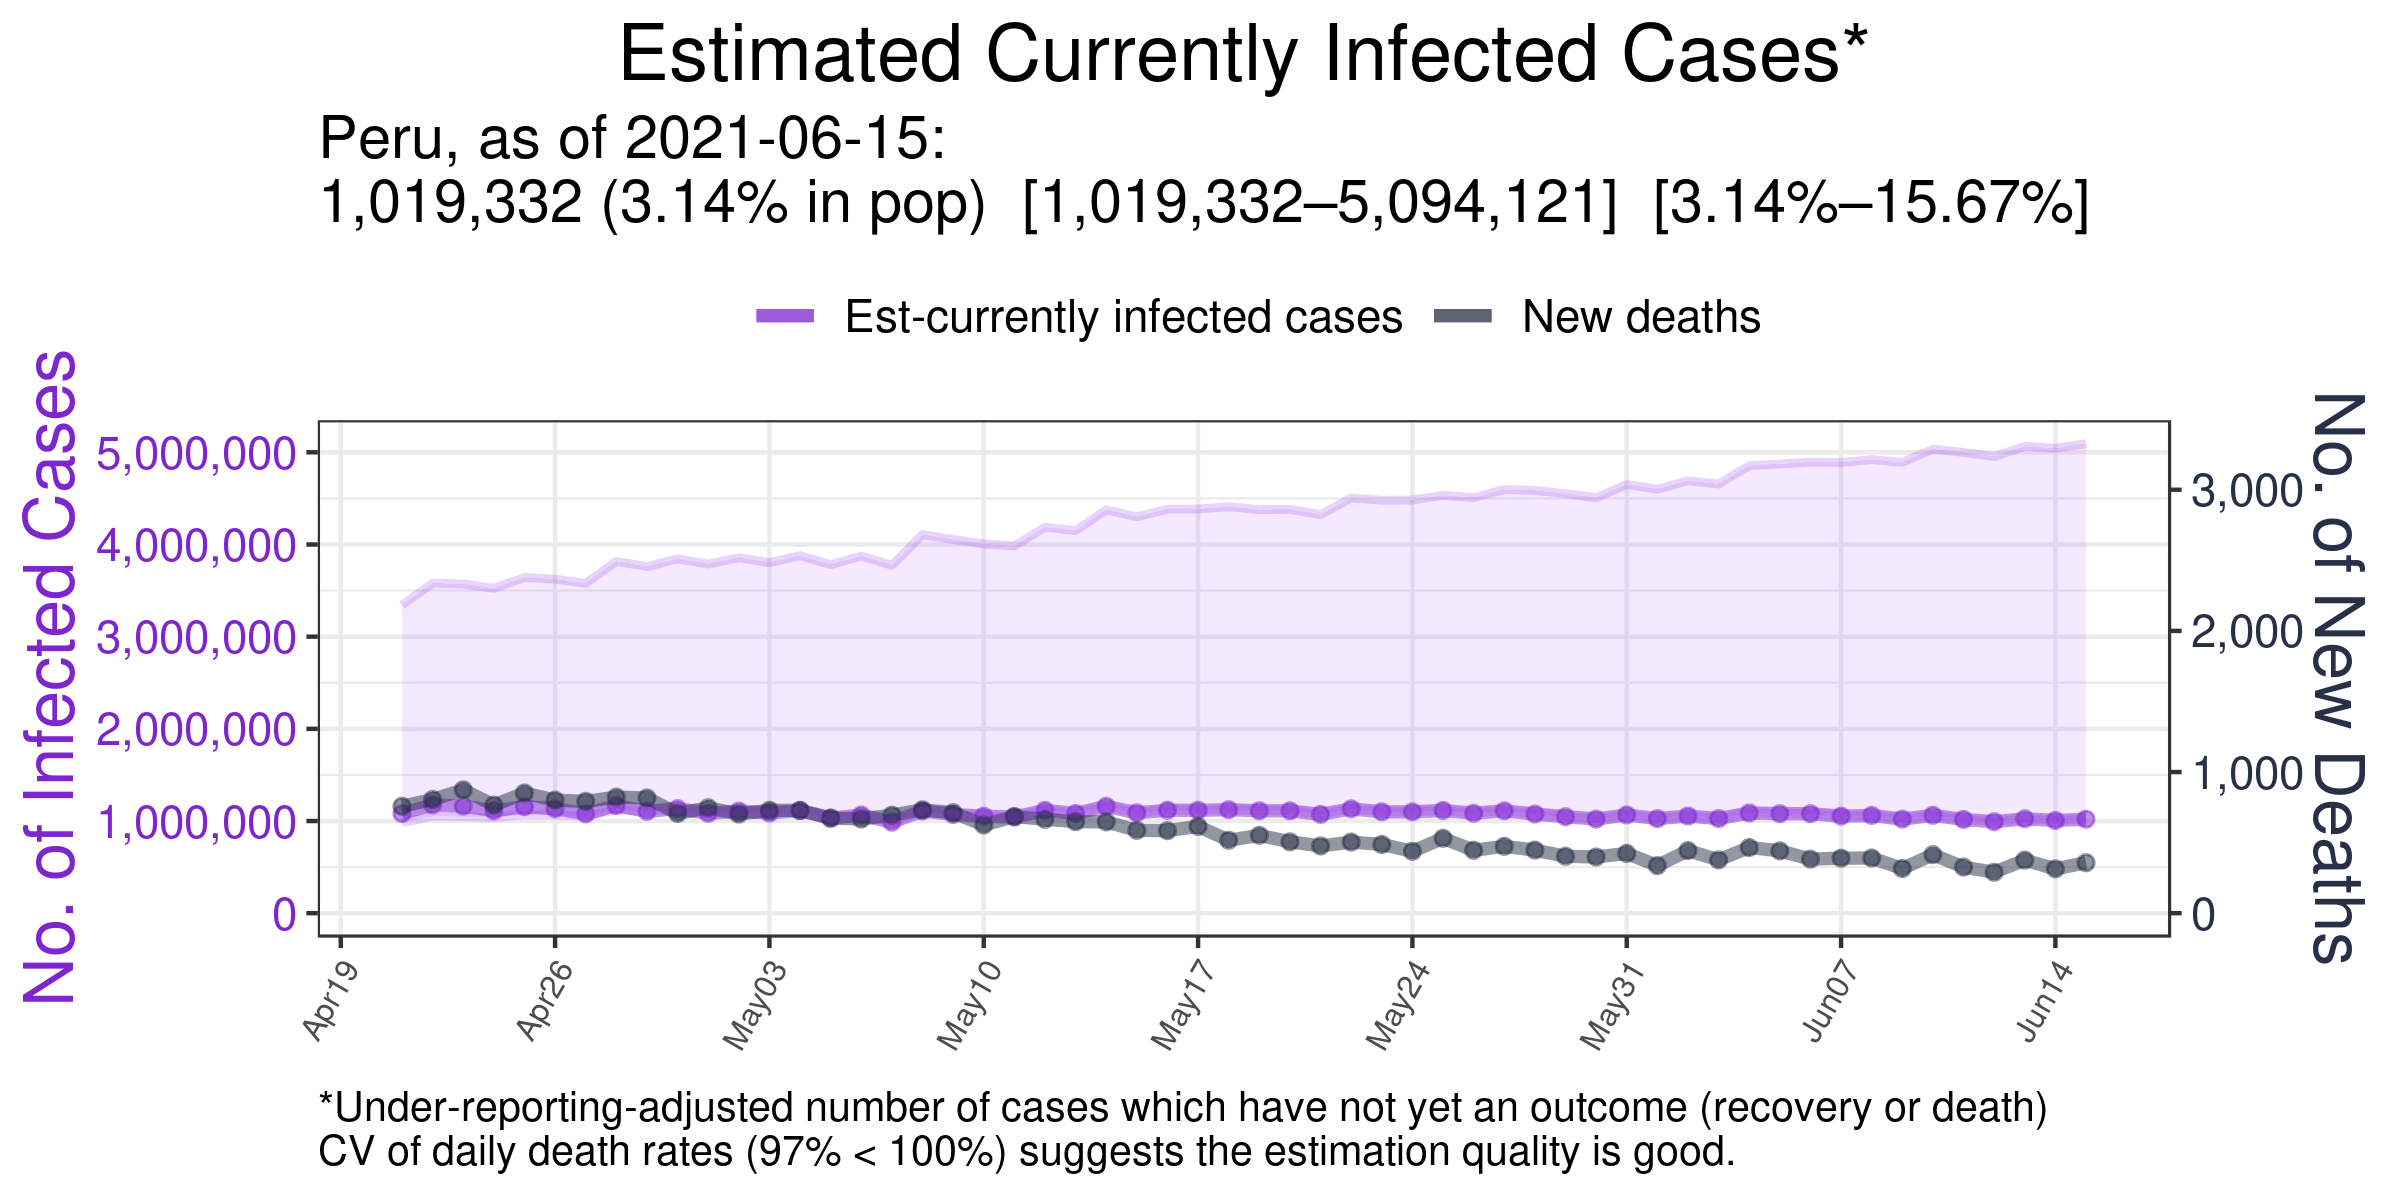 Estimated Currently Infected Cases*
Peru, as of 2021-06-15:
1,019,332 (3.14% in pop)  [1,019,332–5,094,121]  [3.14%–15.67%]
Est-currently infected cases
New deaths
No. of Infected Cases
5,000,000
4,000,000
3,000,000
2,000,000
1,000,000
0
3,000
2,000
1,000
0
No. of New Deaths
Apr19
Apr26
May03
May10
May17
May24
May31
Jun07
Jun14
*Under-reporting-adjusted number of cases which have not yet an outcome (recovery or death)
CV of daily death rates (97% < 100%) suggests the estimation quality is good.